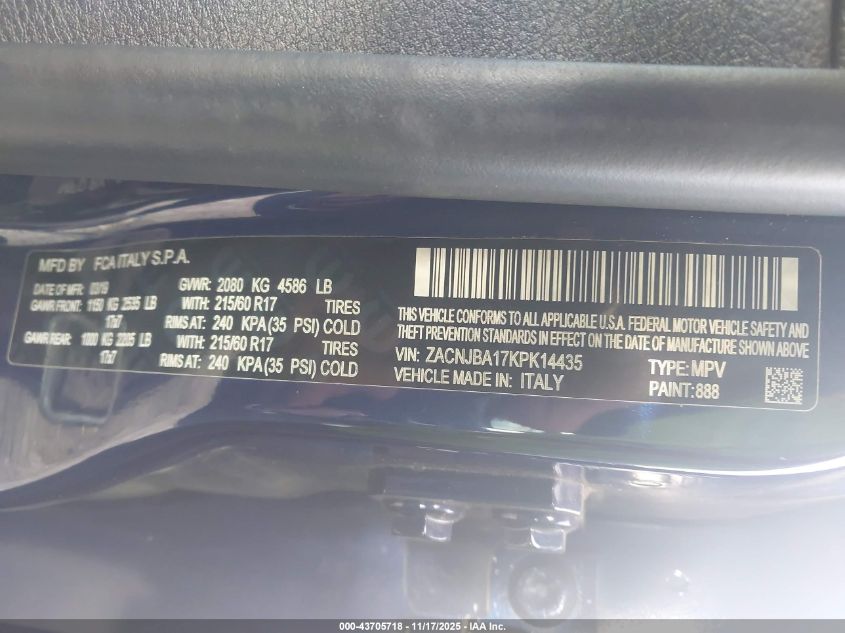 MFD BY FCA ITALY S.P.A.
DATE OF MFR 03/19 GVWR: 2080 KG 4586 LB
GAWR FRONT: 1150 KG 2535 LB WITH: 215/60 R17 TIRES
17x7 RIMS AT: 240 KPA(35 PSI) COLD
GAWR REAR: 1000 KG 2205 LB WITH: 215/60 R17 TIRES
17x7 RIMS AT: 240 KPA(35 PSI) COLD
THIS VEHICLE CONFORMS TO ALL APPLICABLE U.S.A. FEDERAL MOTOR VEHICLE SAFETY AND
THEFT PREVENTION STANDARDS IN EFFECT ON THE DATE OF MANUFACTURE SHOWN ABOVE
VIN: ZACNJBA17KPK14435 TYPE: MPV
VEHICLE MADE IN: ITALY PAINT: 888
000-43705718 - 11/17/2025 - IAA Inc.